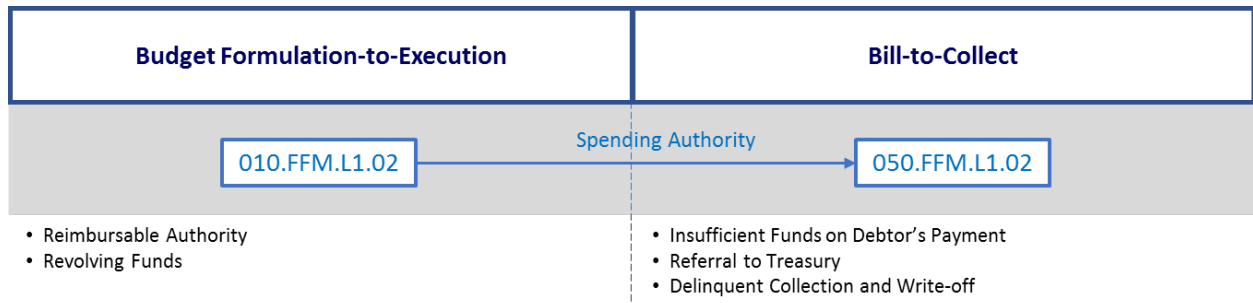 Budget Formulation-to-Execution
Bill-to-Collect
Spending Authority
010.FFM.L1.02
050.FFM.L1.02
• Reimbursable Authority
• Revolving Funds
• Insufficient Funds on Debtor's Payment
• Referral to Treasury
• Delinquent Collection and Write-off